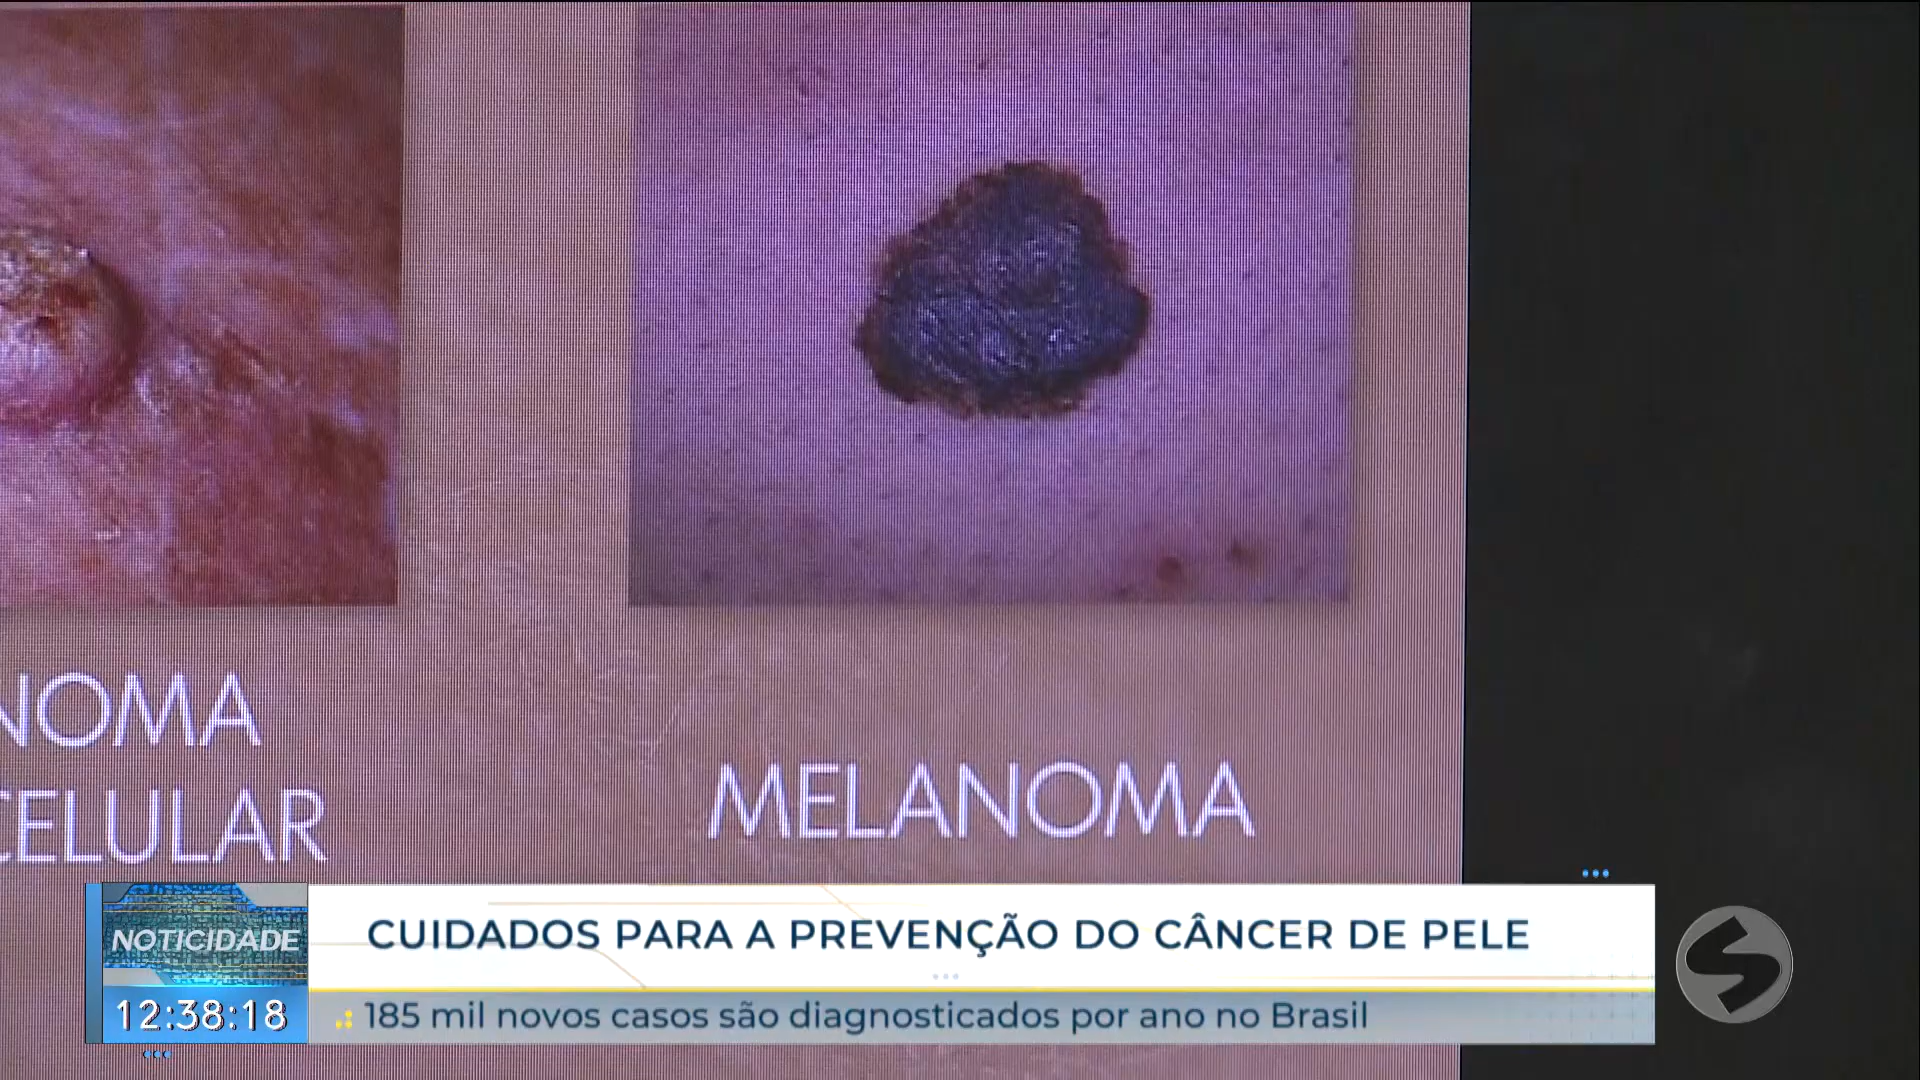 NOMA
CELULAR
MELANOMA
NOTICIDADE
CUIDADOS PARA A PREVENÇÃO DO CÂNCER DE PELE
12:38:18
185 mil novos casos são diagnosticados por ano no Brasil